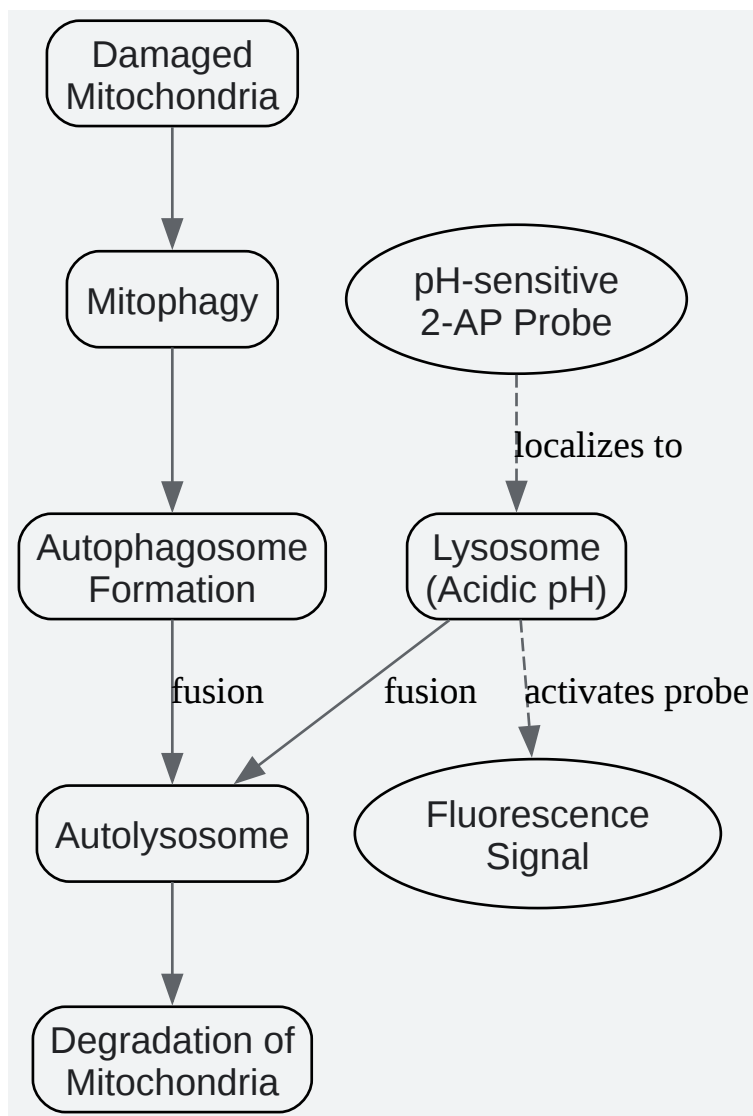 Damaged
Mitochondria
Mitophagy
pH-sensitive
2-AP Probe
localizes to
Autophagosome
Formation
Lysosome
(Acidic pH)
fusion
fusion
activates probe
Autolysosome
Fluorescence
Signal
Degradation of
Mitochondria